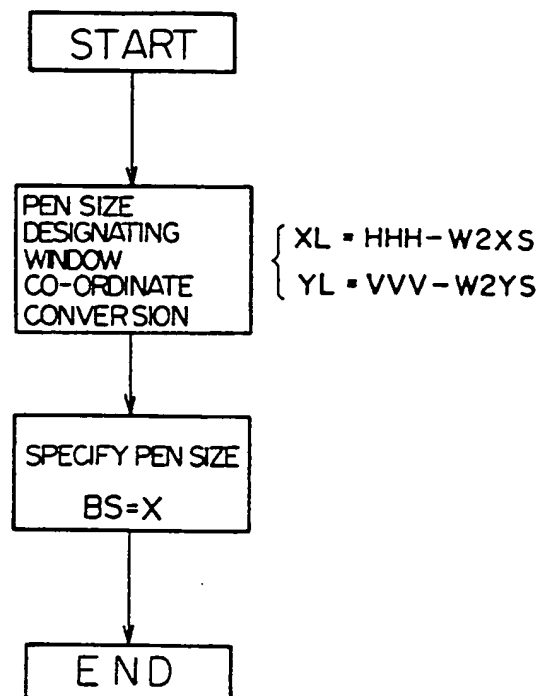 START
PEN SIZE
DESIGNATING
WINDOW
CO-ORDINATE
CONVERSION
XL = HHH-W2XS
YL = VVV-W2YS
SPECIFY PEN SIZE
BS=X
END